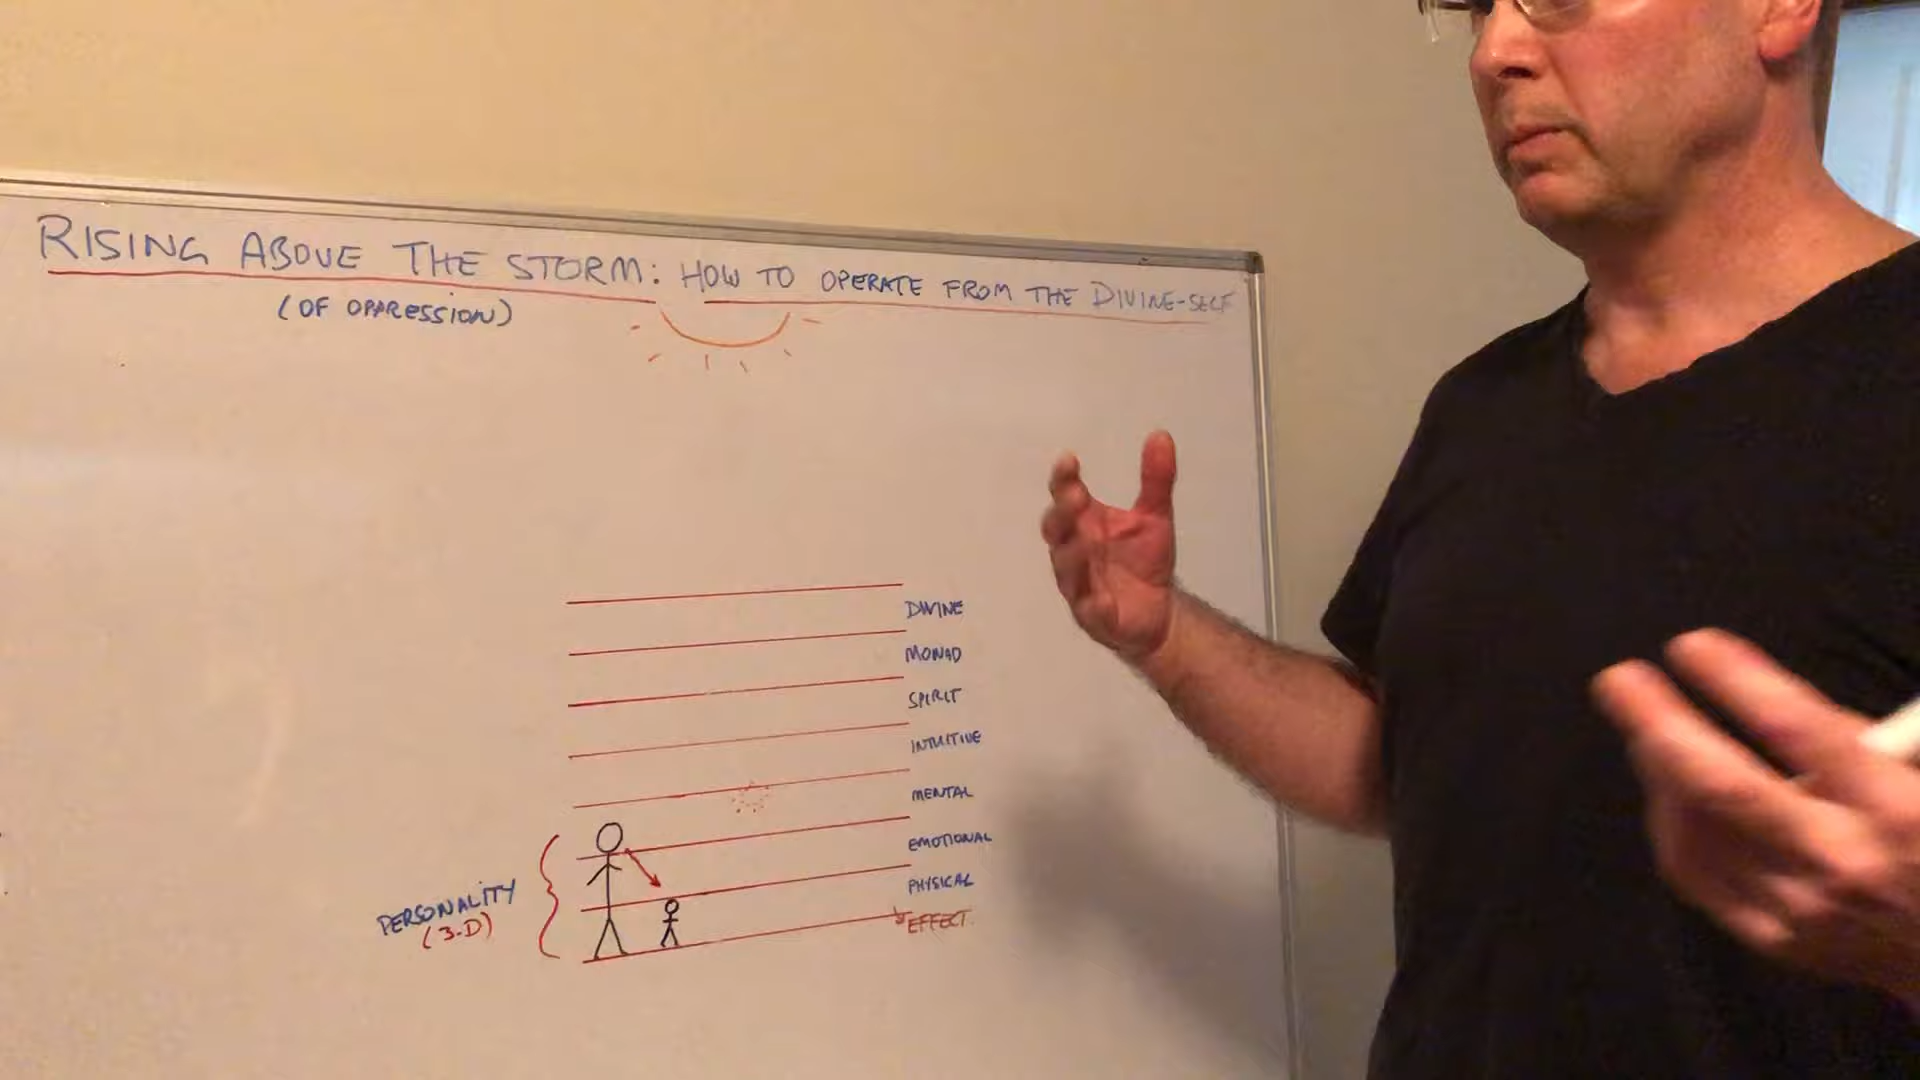 RISING ABOVE THE STORM: HOW TO OPERATE FROM THE DIVINE-SELF
(OF OPPRESSION)
DIVINE
MONAD
SPIRIT
INTUITIVE
MENTAL
EMOTIONAL
PHYSICAL
EFFECT
PERSONALITY
(3-D)